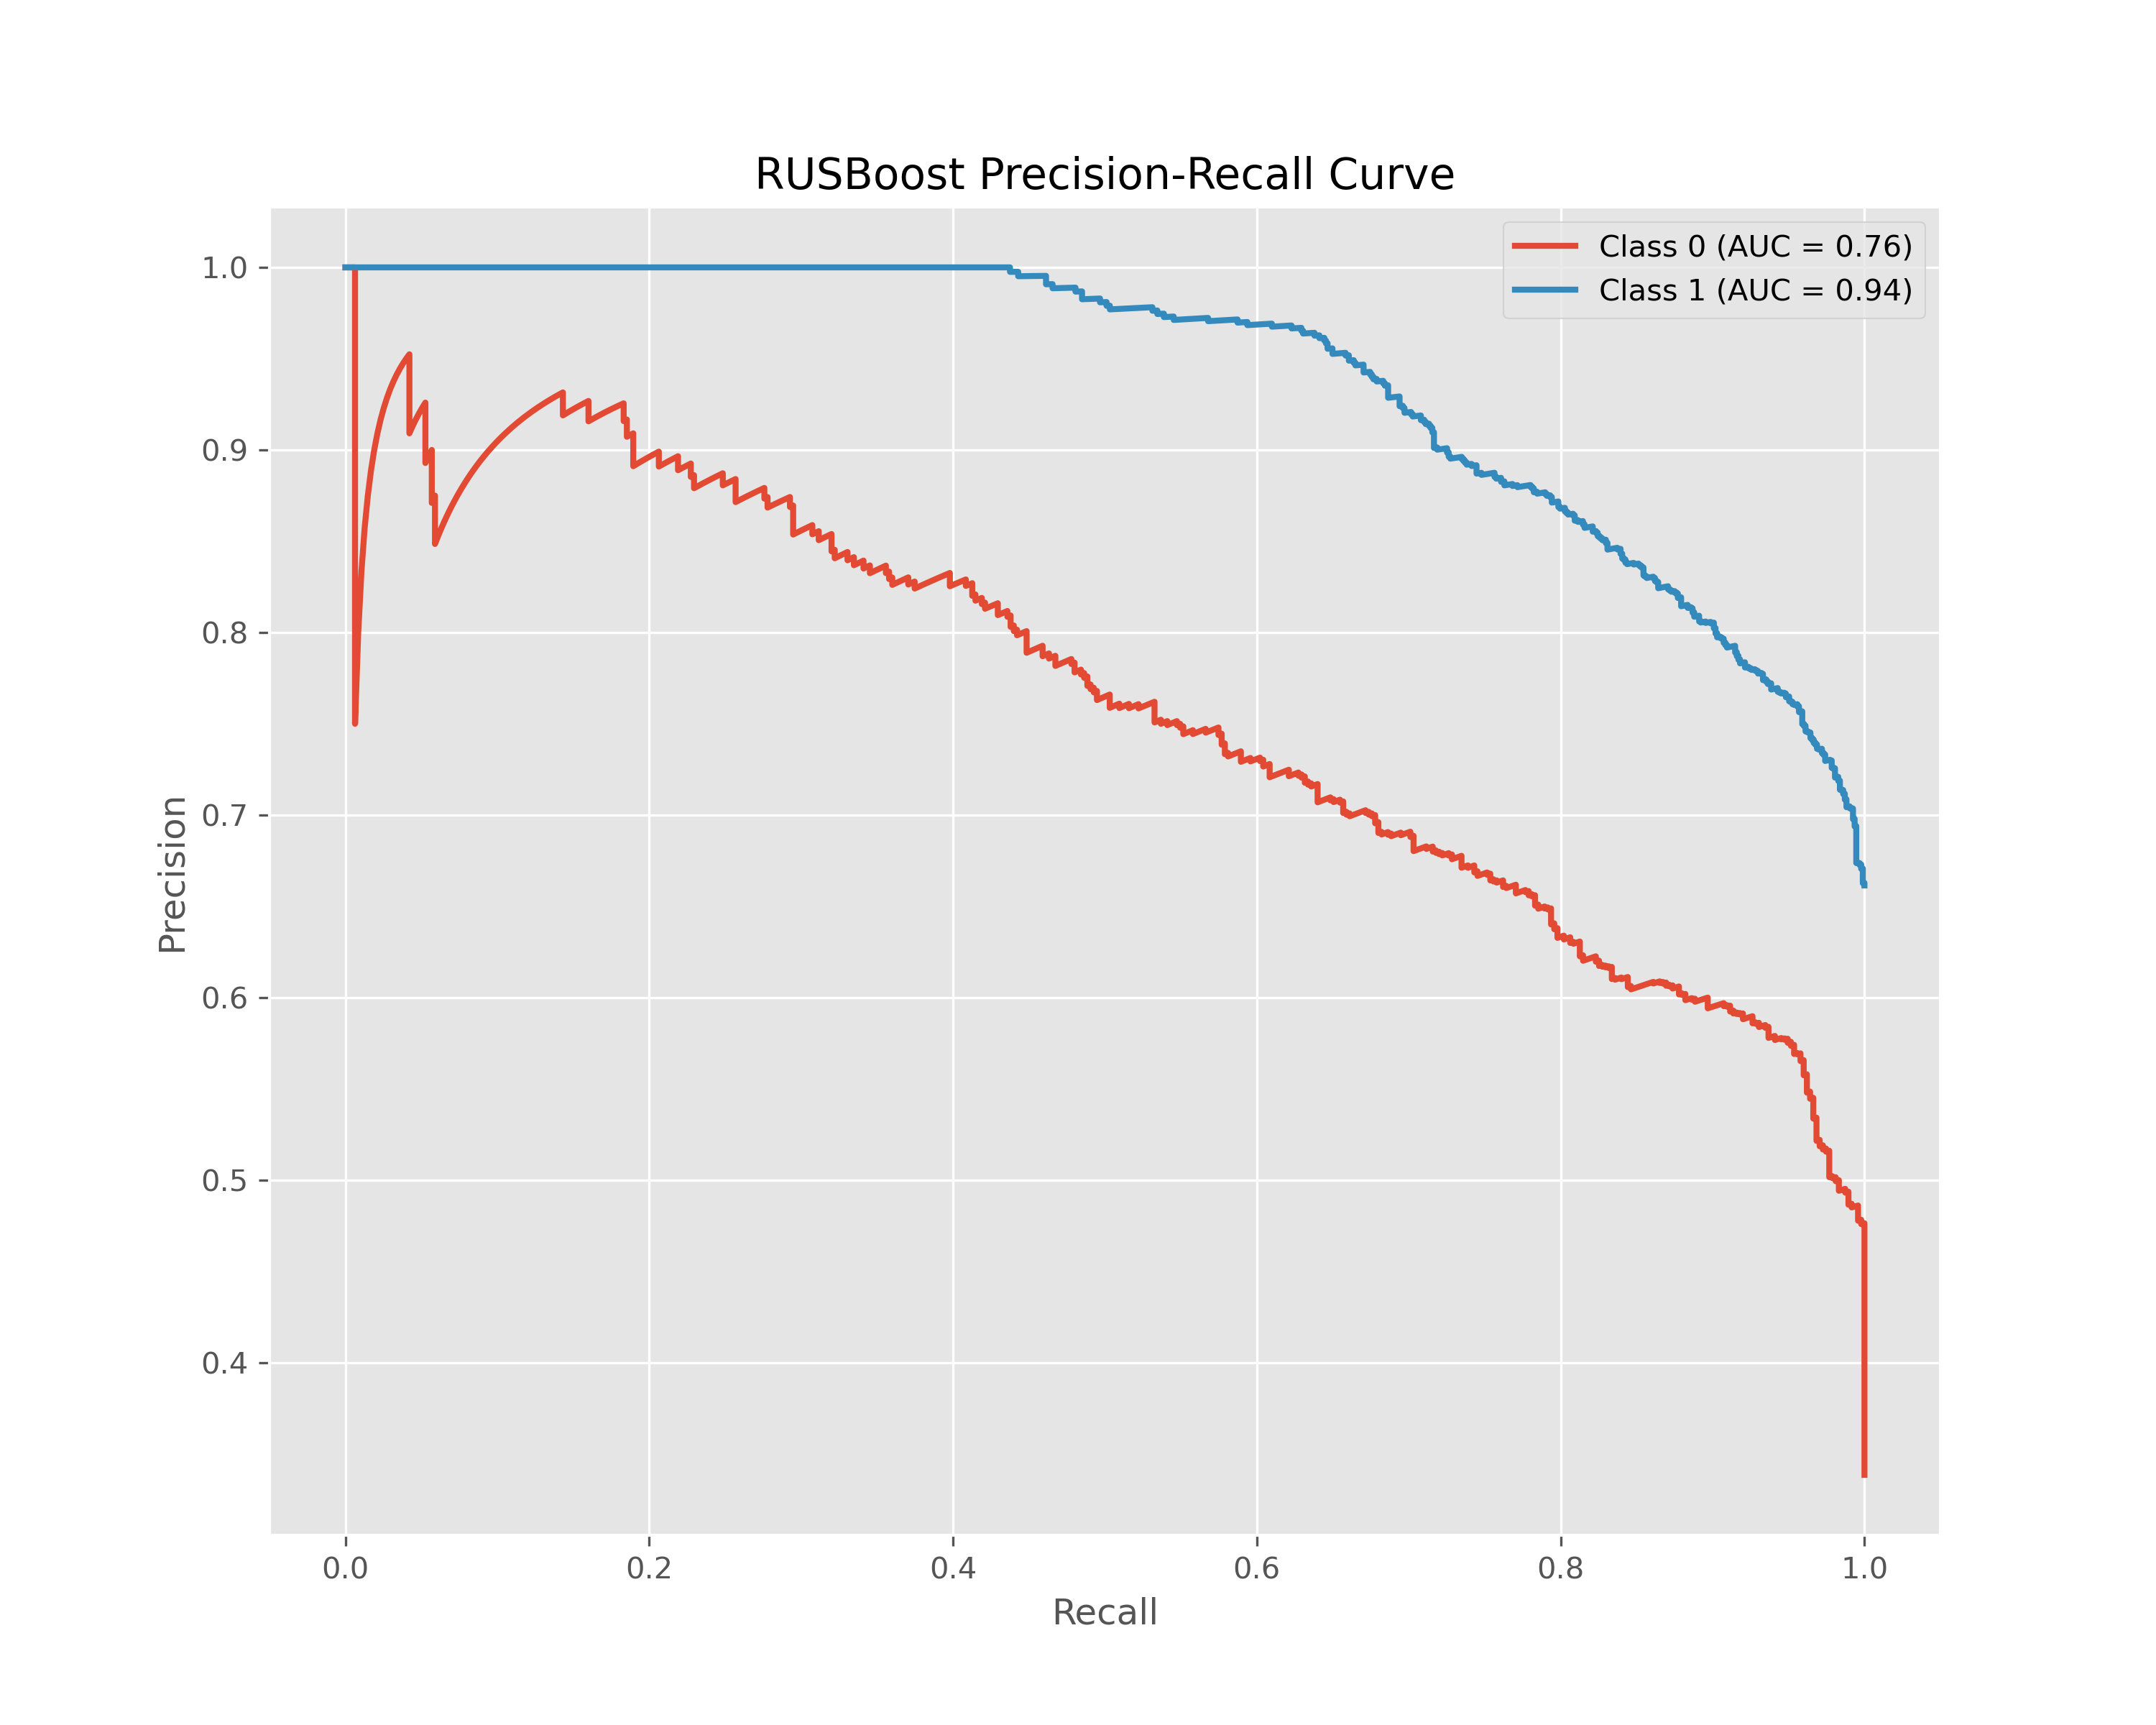 RUSBoost Precision-Recall Curve
Class 0 (AUC = 0.76)
Class 1 (AUC = 0.94)
1.0
0.9
0.8
0.7
0.6
0.5
0.4
Precision
0.0 0.2 0.4 0.6 0.8 1.0
Recall